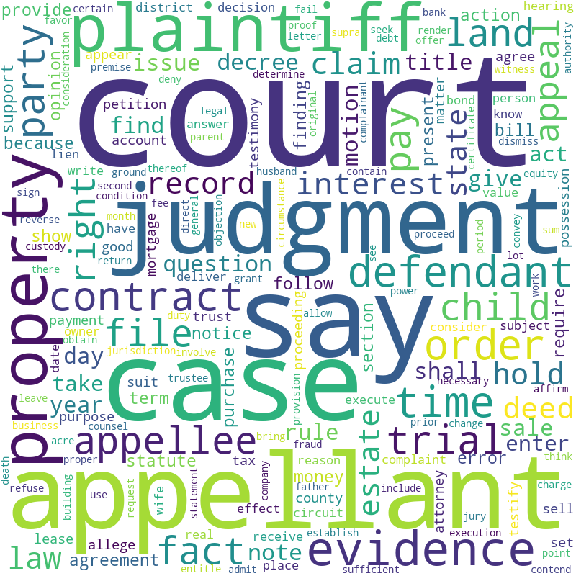 certain
district
decision
fail
bank
render
hearing
provide
plaintiff
proof
letter
supra
seek
debt
offer
land
favor
consideration
appear
issue
decree
claim
title
agree
witness
authority
support
party
opinion
premise
deny
determine
action
appeal
because
petition
legal
answer
parent
original
finding
motion
complainant
present
matter
bond
certificate
person
know
bill
dismiss
lien
find
account
testimony
pay
state
act
court
write
thereof
ground
husband
contain
give
equity
value
sign
second
condition
record
interest
possession
property
reverse
custody
right
month
fee
mortgage
direct
general
objection
circumstance
new
judgment
proceed
period
convey
sum
show
there
have
good
return
question
deliver
grant
follow
allow
see
defendant
lot
work
power
contract
say
child
payment
owner
obtain
date
file
duty
notice
trust
proceeding
consider
subject
require
order
day
jurisdiction
involve
suit
trustee
purchase
case
section
provision
shall
necessary
hold
take
year
leave
business
purpose
counsel
term
time
execute
prior
change
affirm
deed
appellee
bring
rule
fraud
estate
trial
sale
enter
think
death
acre
proper
statute
tax
statement
company
reason
father
money
include
complaint
error
attorney
testify
sell
change
refuse
building
use
request
wife
effect
county
circuit
jury
execution
appellant
law
lease
allege
real
receive
establish
evidence
set
point
agreement
fact
entitle
note
admit
place
sufficient
contend